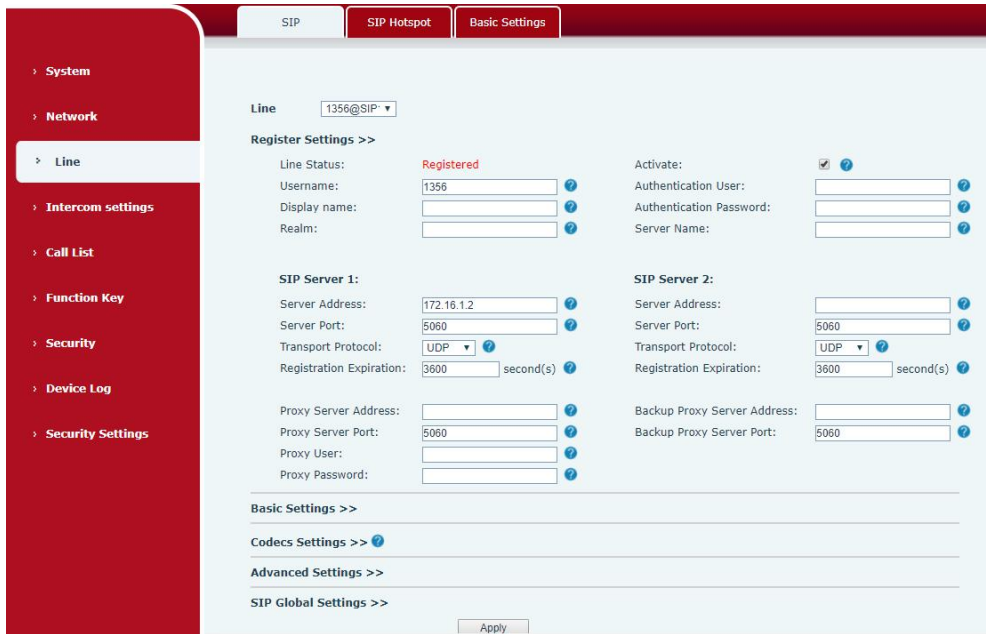 SIP SIP Hotspot Basic Settings
› System
› Network
› Line
› Intercom settings
› Call List
› Function Key
› Security
› Device Log
› Security Settings
Line 1356@SIP
Register Settings >>
Line Status: Registered Activate:
Username: 1356 Authentication User:
Display name: Authentication Password:
Realm: Server Name:
SIP Server 1: SIP Server 2:
Server Address: 172.16.1.2 Server Address:
Server Port: 5060 Server Port: 5060
Transport Protocol: UDP Transport Protocol: UDP
Registration Expiration: 3600 second(s) Registration Expiration: 3600 second(s)
Proxy Server Address: Backup Proxy Server Address:
Proxy Server Port: 5060 Backup Proxy Server Port: 5060
Proxy User:
Proxy Password:
Basic Settings >>
Codecs Settings >>
Advanced Settings >>
SIP Global Settings >>
Apply